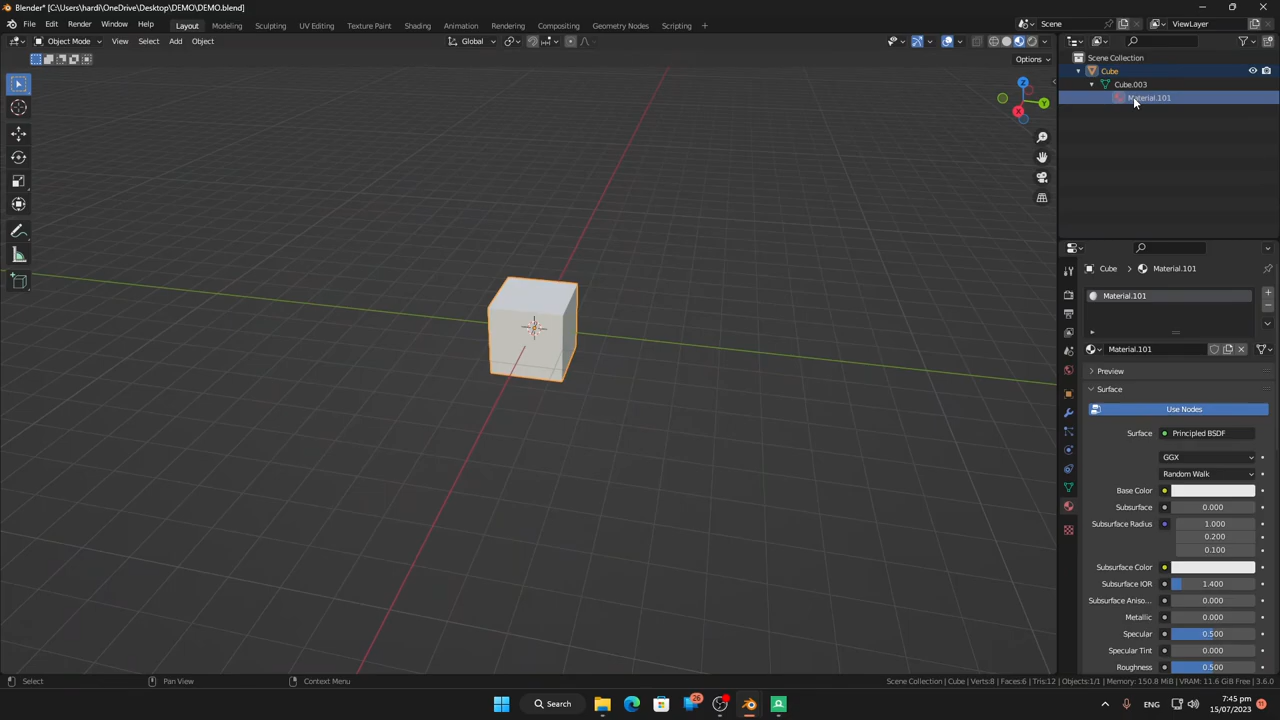 Blender* [C:\Users\hardi\OneDrive\Desktop\DEMO\DEMO.blend]
File Edit Render Window Help Layout Modeling Sculpting UV Editing Texture Paint Shading Animation Rendering Compositing Geometry Nodes Scripting + Scene ViewLayer
Object Mode View Select Add Object Global
Options
Scene Collection
Cube
Cube.003
Material.101
Z
Y
X
Cube > Material.101
Material.101
Material.101
Preview
Surface
Use Nodes
Surface Principled BSDF
GGX
Random Walk
Base Color
Subsurface 0.000
Subsurface Radius 1.000
0.200
0.100
Subsurface Color
Subsurface IOR 1.400
Subsurface Aniso... 0.000
Metallic 0.000
Specular 0.500
Specular Tint 0.000
Roughness 0.500
Select Pan View Context Menu Scene Collection | Cube | Verts:8 | Faces:6 | Tris:12 | Objects:1/1 | Memory: 150.8 MiB | VRAM: 11.6 GiB Free | 3.6.0
Search 26 ENG 7:45 pm
15/07/2023